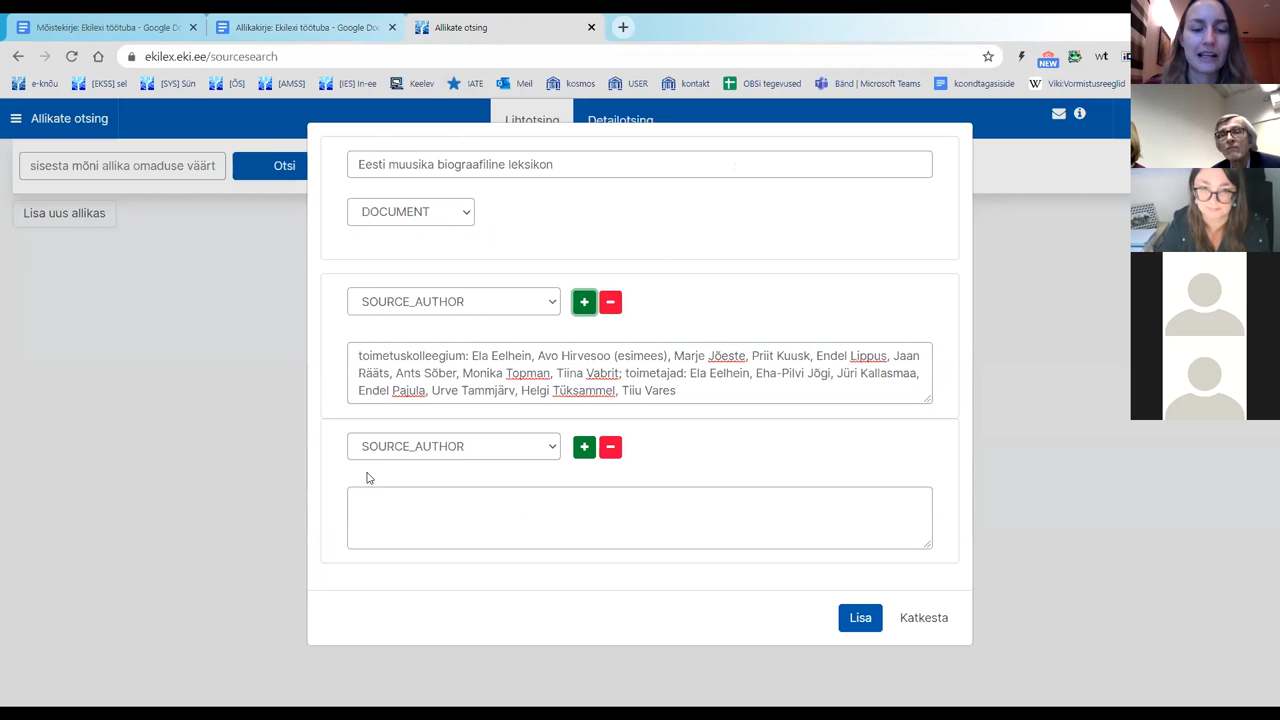 Mõistekirje: Ekilexi töötuba - Google Do
Allikakirje: Ekilexi töötuba - Google Doc
Allikate otsing
ekilex.eki.ee/sourcesearch
NEW
wt
e-knõu
[EKSS] sel
[SYS] Sün
[ÕS]
[AMSS]
[IES] in-ee
Keelev
IATE
Meil
kosmos
USER
kontakt
OBSi tegevused
Bänd | Microsoft Teams
koondtagasiside
Viki:Vormistusreeglid
Allikate otsing
Lihtotsing
Detailotsing
sisesta mõni allika omaduse väärt
Otsi
Lisa uus allikas
Eesti muusika biograafiline leksikon
DOCUMENT
SOURCE_AUTHOR
toimetuskolleegium: Ela Eelhein, Avo Hirvesoo (esimees), Marje Jõeste, Priit Kuusk, Endel Lippus, Jaan
Rääts, Ants Sõber, Monika Topman, Tiina Vabrit; toimetajad: Ela Eelhein, Eha-Pilvi Jõgi, Jüri Kallasmaa,
Endel Pajula, Urve Tammjärv, Helgi Tüksammel, Tiiu Vares
SOURCE_AUTHOR
Lisa
Katkesta